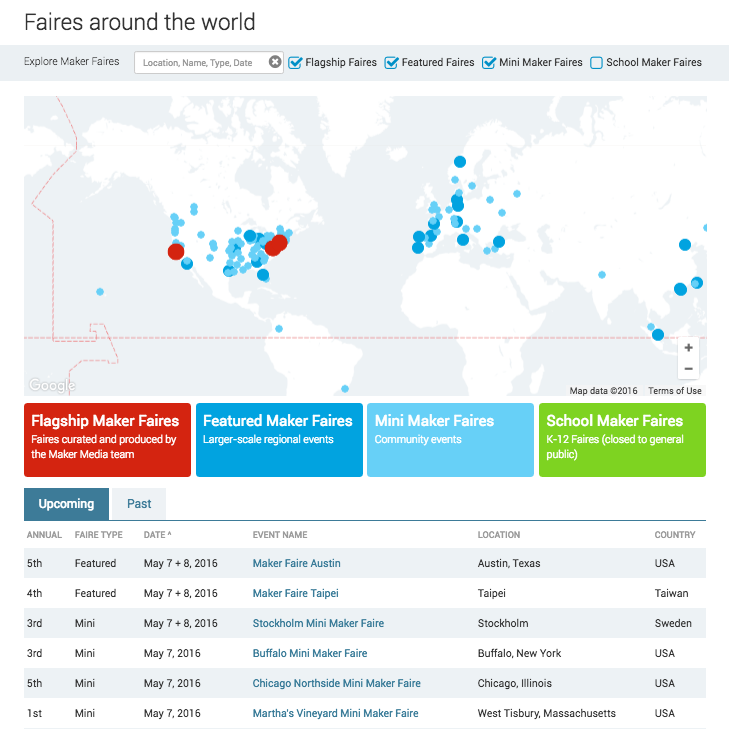 Faires around the world
Explore Maker Faires Location, Name, Type, Date Flagship Faires Featured Faires Mini Maker Faires School Maker Faires
+
−
Google Map data ©2016 Terms of Use
Flagship Maker Faires
Faires curated and produced by
the Maker Media team
Featured Maker Faires
Larger-scale regional events
Mini Maker Faires
Community events
School Maker Faires
K-12 Faires (closed to general
public)
Upcoming Past
ANNUAL FAIRE TYPE DATE ^ EVENT NAME LOCATION COUNTRY
5th Featured May 7 + 8, 2016 Maker Faire Austin Austin, Texas USA
4th Featured May 7 + 8, 2016 Maker Faire Taipei Taipei Taiwan
3rd Mini May 7 + 8, 2016 Stockholm Mini Maker Faire Stockholm Sweden
3rd Mini May 7, 2016 Buffalo Mini Maker Faire Buffalo, New York USA
5th Mini May 7, 2016 Chicago Northside Mini Maker Faire Chicago, Illinois USA
1st Mini May 7, 2016 Martha's Vineyard Mini Maker Faire West Tisbury, Massachusetts USA